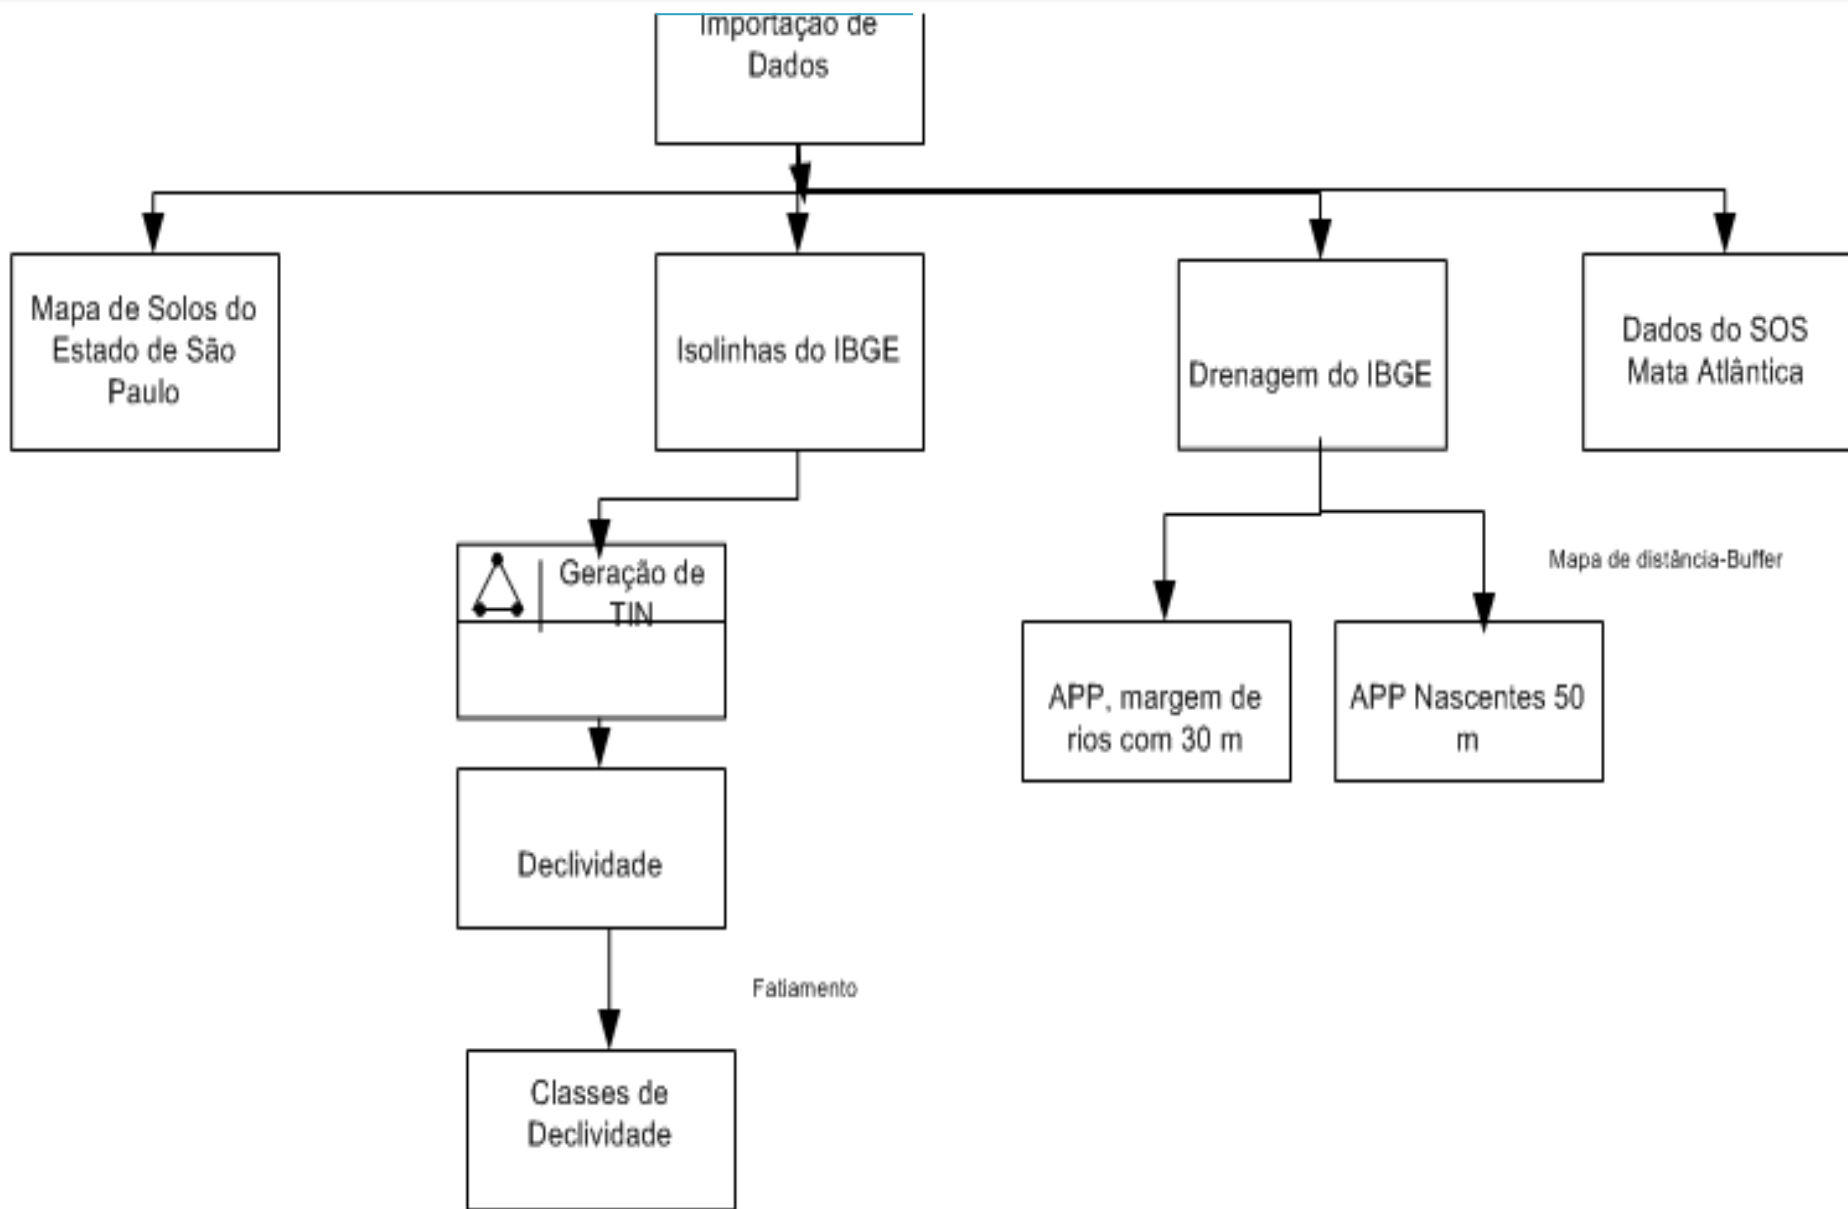 Importação de
Dados
Mapa de Solos do
Estado de São
Paulo
Isolinhas do IBGE
Drenagem do IBGE
Dados do SOS
Mata Atlântica
Geração de
TIN
Mapa de distância-Buffer
APP, margem de
rios com 30 m
APP Nascentes 50
m
Declividade
Fatiamento
Classes de
Declividade